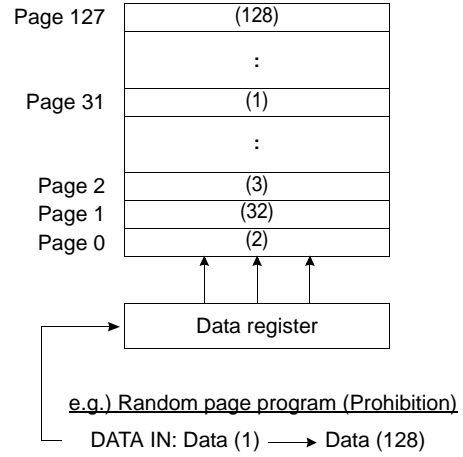 Page 127 (128)
:
Page 31 (1)
:
Page 2 (3)
Page 1 (32)
Page 0 (2)
Data register
e.g.) Random page program (Prohibition)
DATA IN: Data (1) Data (128)